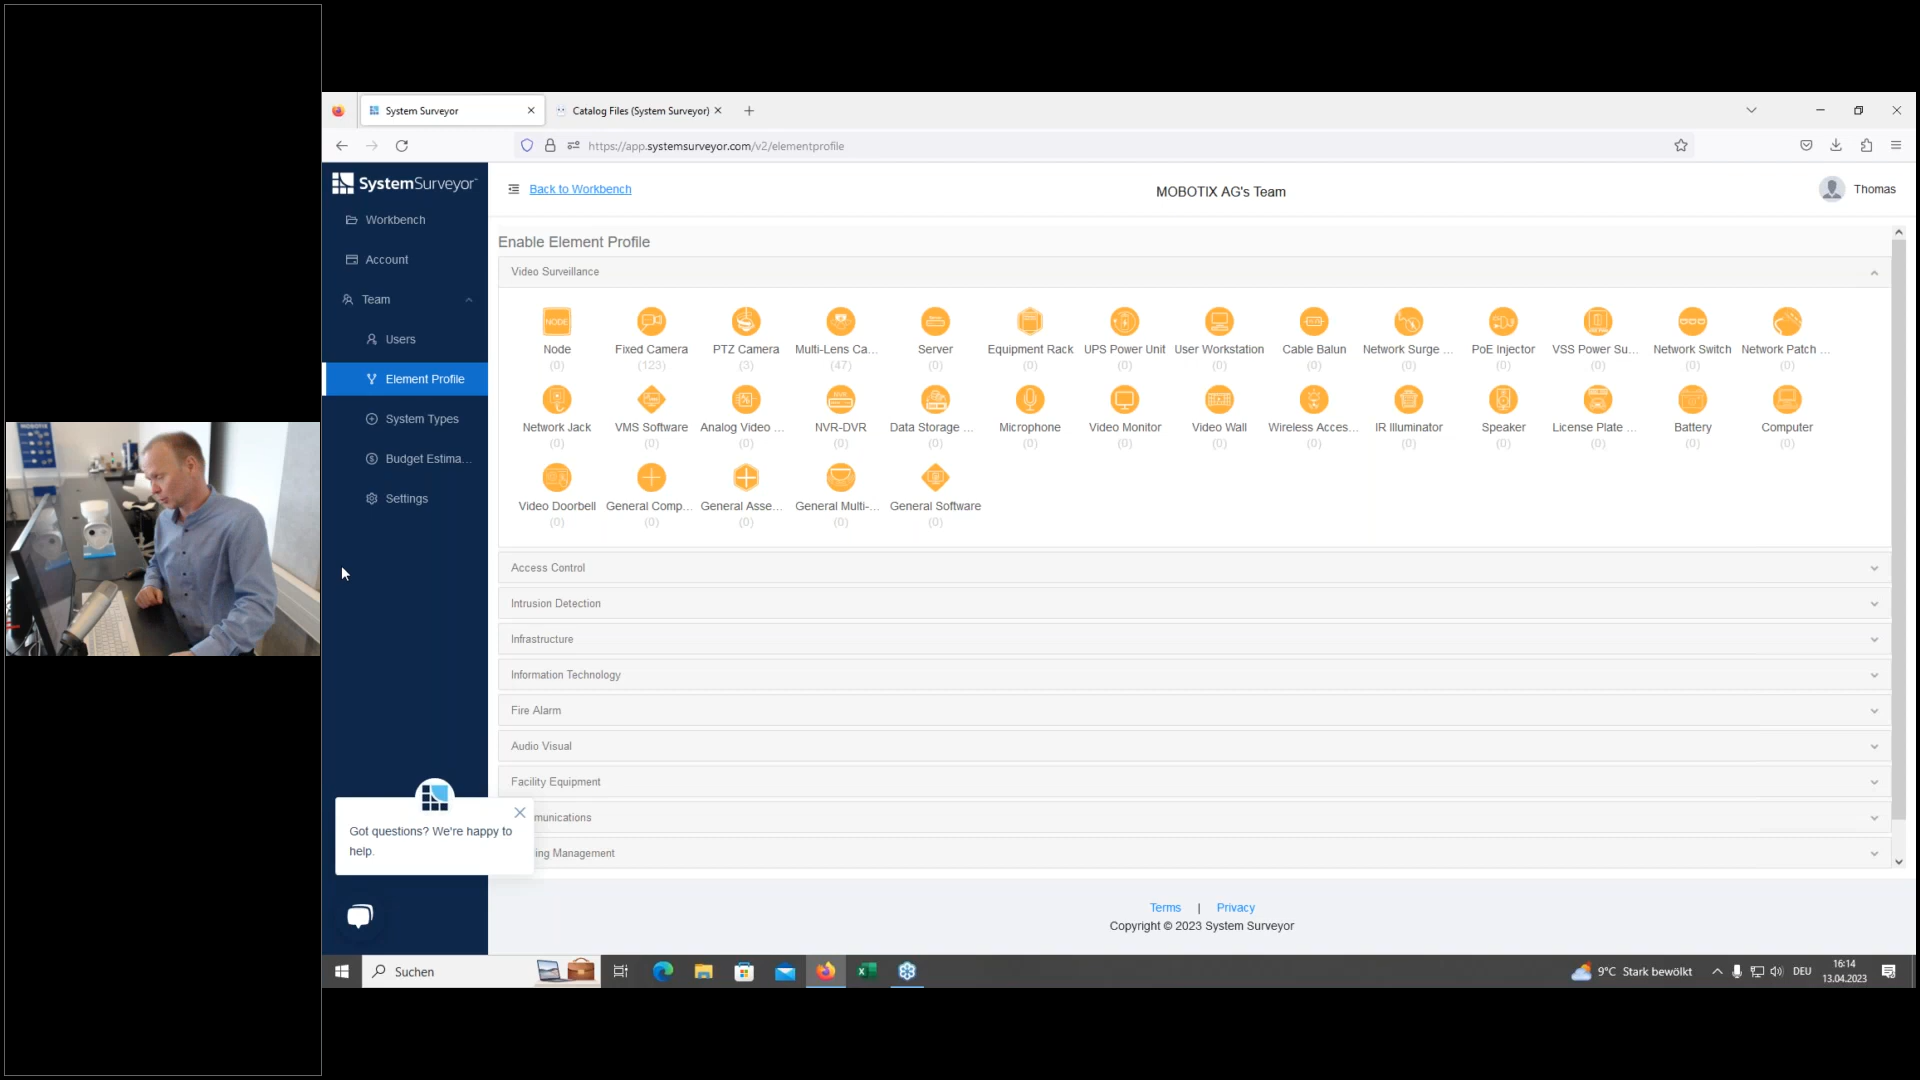 System Surveyor
Catalog Files (System Surveyor)
https://app.systemsurveyor.com/v2/elementprofile
SystemSurveyor
Back to Workbench
MOBOTIX AG's Team
Thomas
Workbench
Account
Team
Users
Element Profile
System Types
Budget Estima...
Settings
Enable Element Profile
Video Surveillance
NODE
Node
(0)
Fixed Camera
(123)
PTZ Camera
(3)
Multi-Lens Ca...
(47)
Server
(0)
Equipment Rack
(0)
UPS Power Unit
(0)
User Workstation
(0)
Cable Balun
(0)
Network Surge ...
(0)
PoE Injector
(0)
VSS Power Su...
(0)
Network Switch
(0)
Network Patch ...
(0)
Network Jack
(0)
VMS Software
(0)
Analog Video ...
(0)
NVR-DVR
(0)
Data Storage ...
(0)
Microphone
(0)
Video Monitor
(0)
Video Wall
(0)
Wireless Acces...
(0)
IR Illuminator
(0)
Speaker
(0)
License Plate ...
(0)
Battery
(0)
Computer
(0)
Video Doorbell
(0)
General Comp...
(0)
General Asse...
(0)
General Multi-...
(0)
General Software
(0)
Access Control
Intrusion Detection
Infrastructure
Information Technology
Fire Alarm
Audio Visual
Facility Equipment
munications
ing Management
Got questions? We're happy to
help.
Terms | Privacy
Copyright © 2023 System Surveyor
Suchen
9°C Stark bewölkt
DEU
16:14
13.04.2023
MOBOTIX